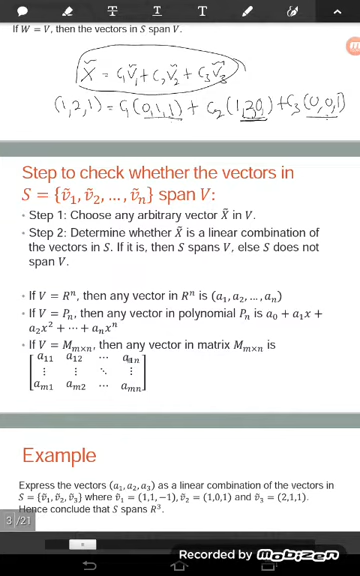 If W = V, then the vectors in S span V.
X̃ = c₁ṽ₁ + c₂ṽ₂ + c₃ṽ₃
(1,2,1) = c₁(0,1,1) + c₂(1,3,0) + c₃(0,0,1)
Step to check whether the vectors in
S = {ṽ₁, ṽ₂, …, ṽₙ} span V:
• Step 1: Choose any arbitrary vector X̃ in V.
• Step 2: Determine whether X̃ is a linear combination of
the vectors in S. If it is, then S spans V, else S does not
span V.
• If V = Rⁿ, then any vector in Rⁿ is (a₁, a₂, …, aₙ)
• If V = Pₙ, then any vector in polynomial Pₙ is a₀ + a₁x +
a₂x² + ⋯ + aₙxⁿ
• If V = Mₘₓₙ, then any vector in matrix Mₘₓₙ is
a₁₁ a₁₂ ⋯ a₁ₙ
⋮ ⋮ ⋱ ⋮
aₘ₁ aₘ₂ ⋯ aₘₙ
Example
Express the vectors (a₁, a₂, a₃) as a linear combination of the vectors in
S = {ṽ₁, ṽ₂, ṽ₃} where ṽ₁ = (1,1,−1), ṽ₂ = (1,0,1) and ṽ₃ = (2,1,1).
Hence conclude that S spans R³.
3 /21
Recorded by mobizen